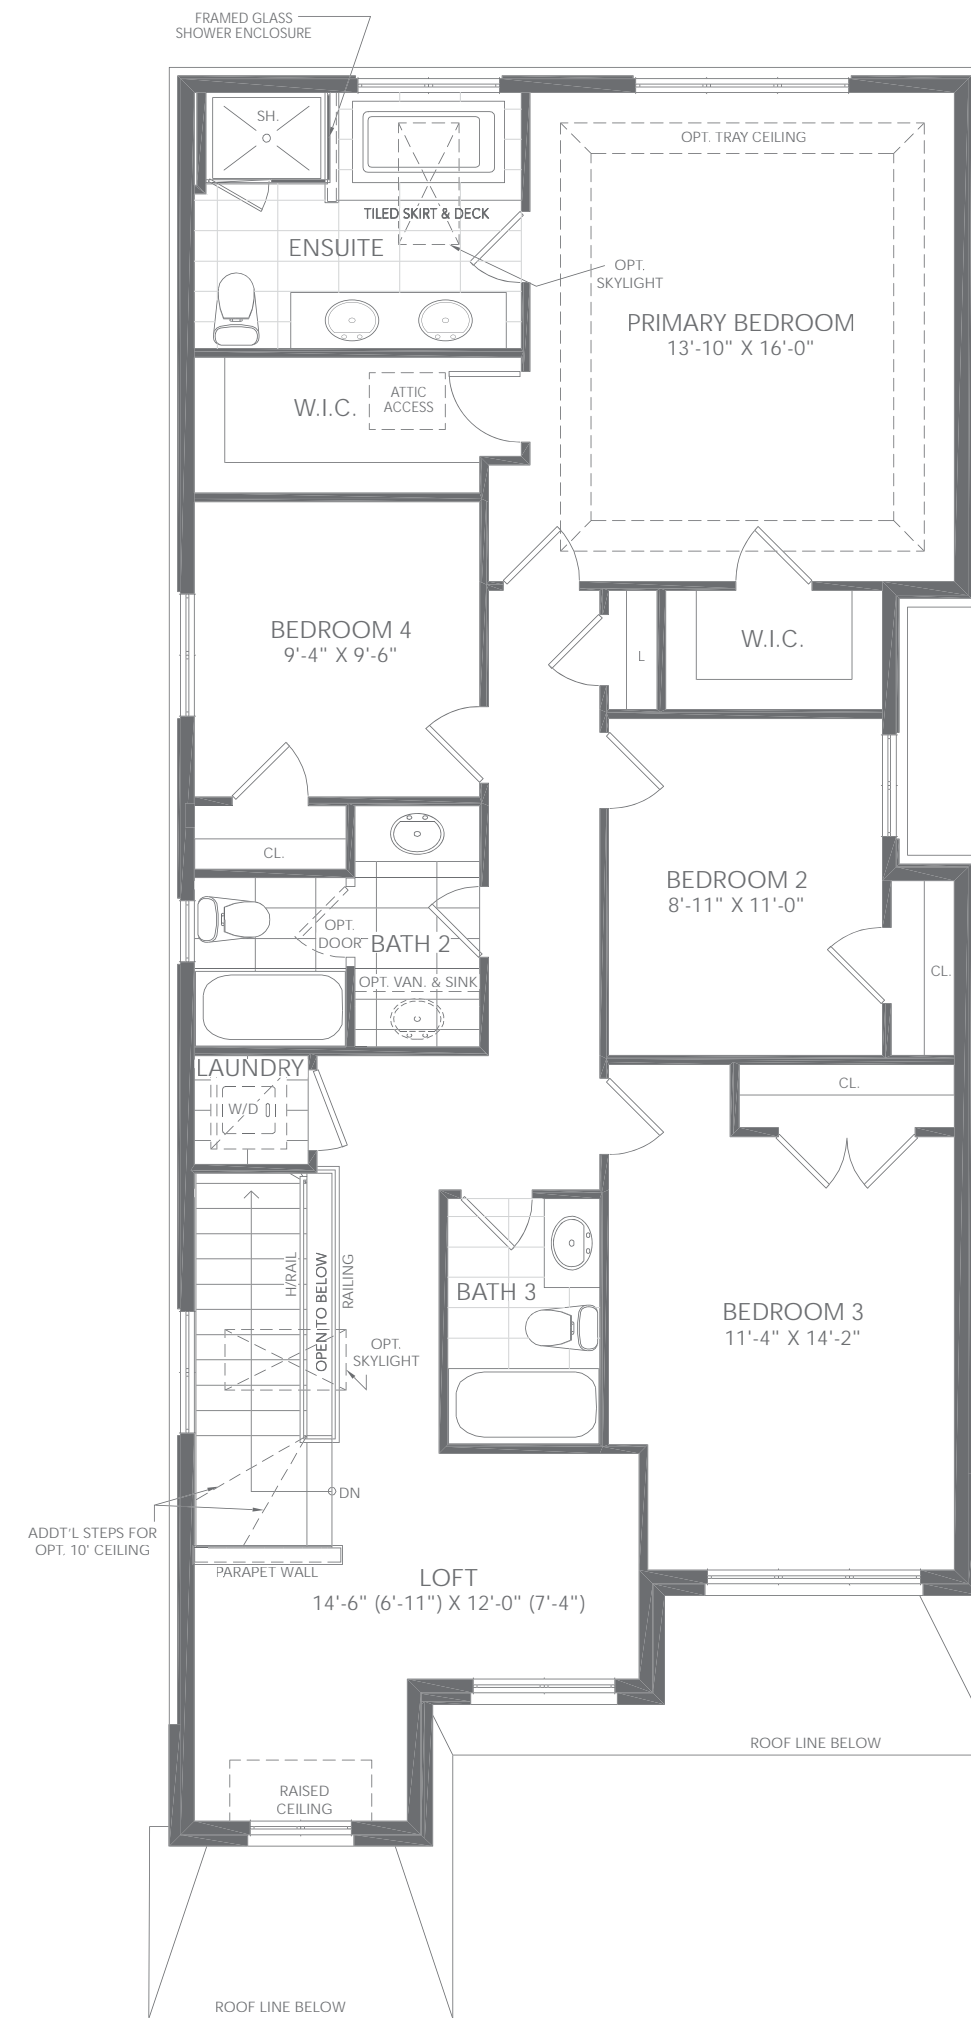 FRAMED GLASS
SHOWER ENCLOSURE
SH.
OPT. TRAY CEILING
TILED SKIRT & DECK
ENSUITE
OPT.
SKYLIGHT
PRIMARY BEDROOM
13'-10" X 16'-0"
W.I.C.
ATTIC
ACCESS
BEDROOM 4
9'-4" X 9'-6"
L
W.I.C.
CL.
BEDROOM 2
8'-11" X 11'-0"
OPT.
DOOR
BATH 2
CL.
OPT. VAN. & SINK
LAUNDRY
W/D
CL.
H/RAIL
OPEN TO BELOW
RAILING
BATH 3
BEDROOM 3
11'-4" X 14'-2"
OPT.
SKYLIGHT
DN
ADDT'L STEPS FOR
OPT. 10' CEILING
PARAPET WALL
LOFT
14'-6" (6'-11") X 12'-0" (7'-4")
ROOF LINE BELOW
RAISED
CEILING
ROOF LINE BELOW